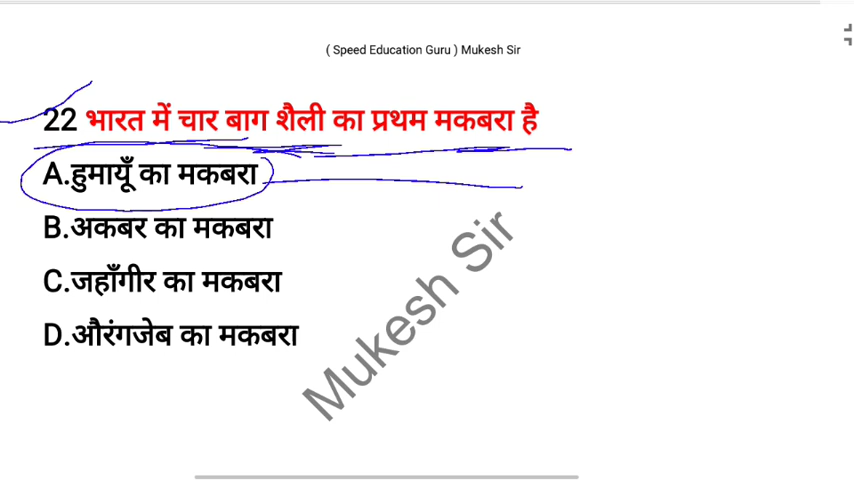 ( Speed Education Guru ) Mukesh Sir
22 भारत में चार बाग शैली का प्रथम मकबरा है
A.हुमायूँ का मकबरा
B.अकबर का मकबरा
C.जहाँगीर का मकबरा
D.औरंगजेब का मकबरा
Mukesh Sir